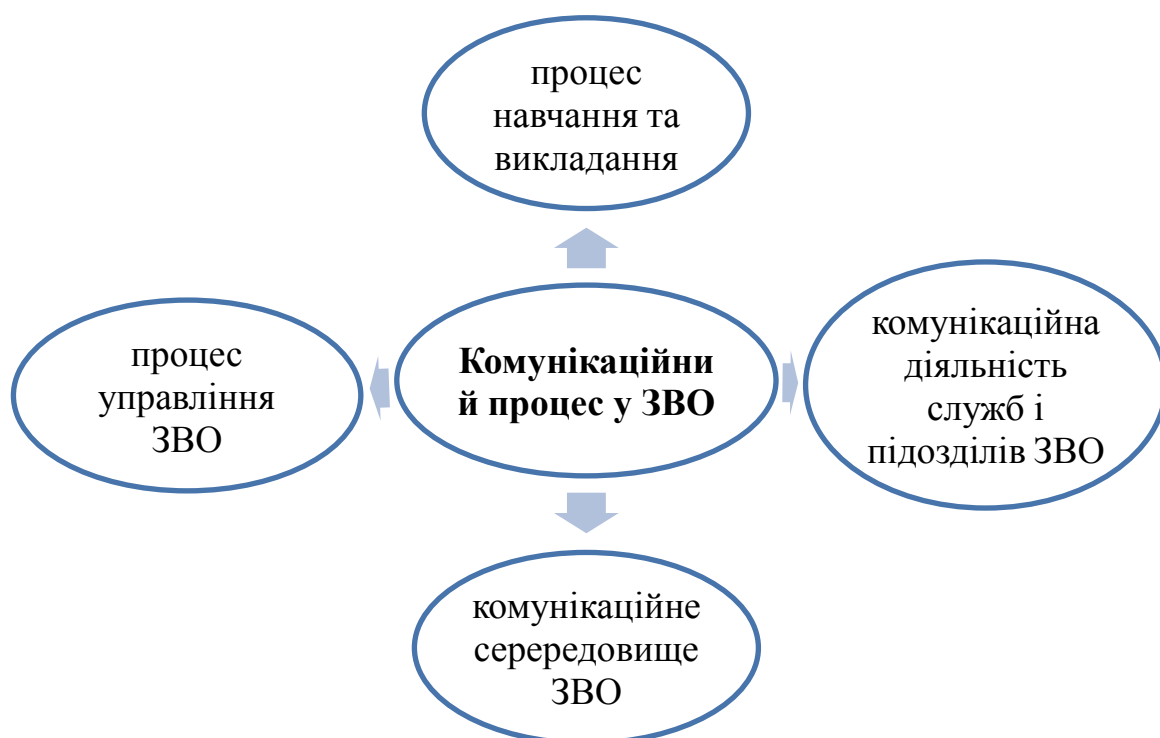 процес
навчання та
викладання
процес
управління
ЗВО
Комунікаційни
й процес у ЗВО
комунікаційна
діяльність
служб і
підозділів ЗВО
комунікаційне
серередовище
ЗВО